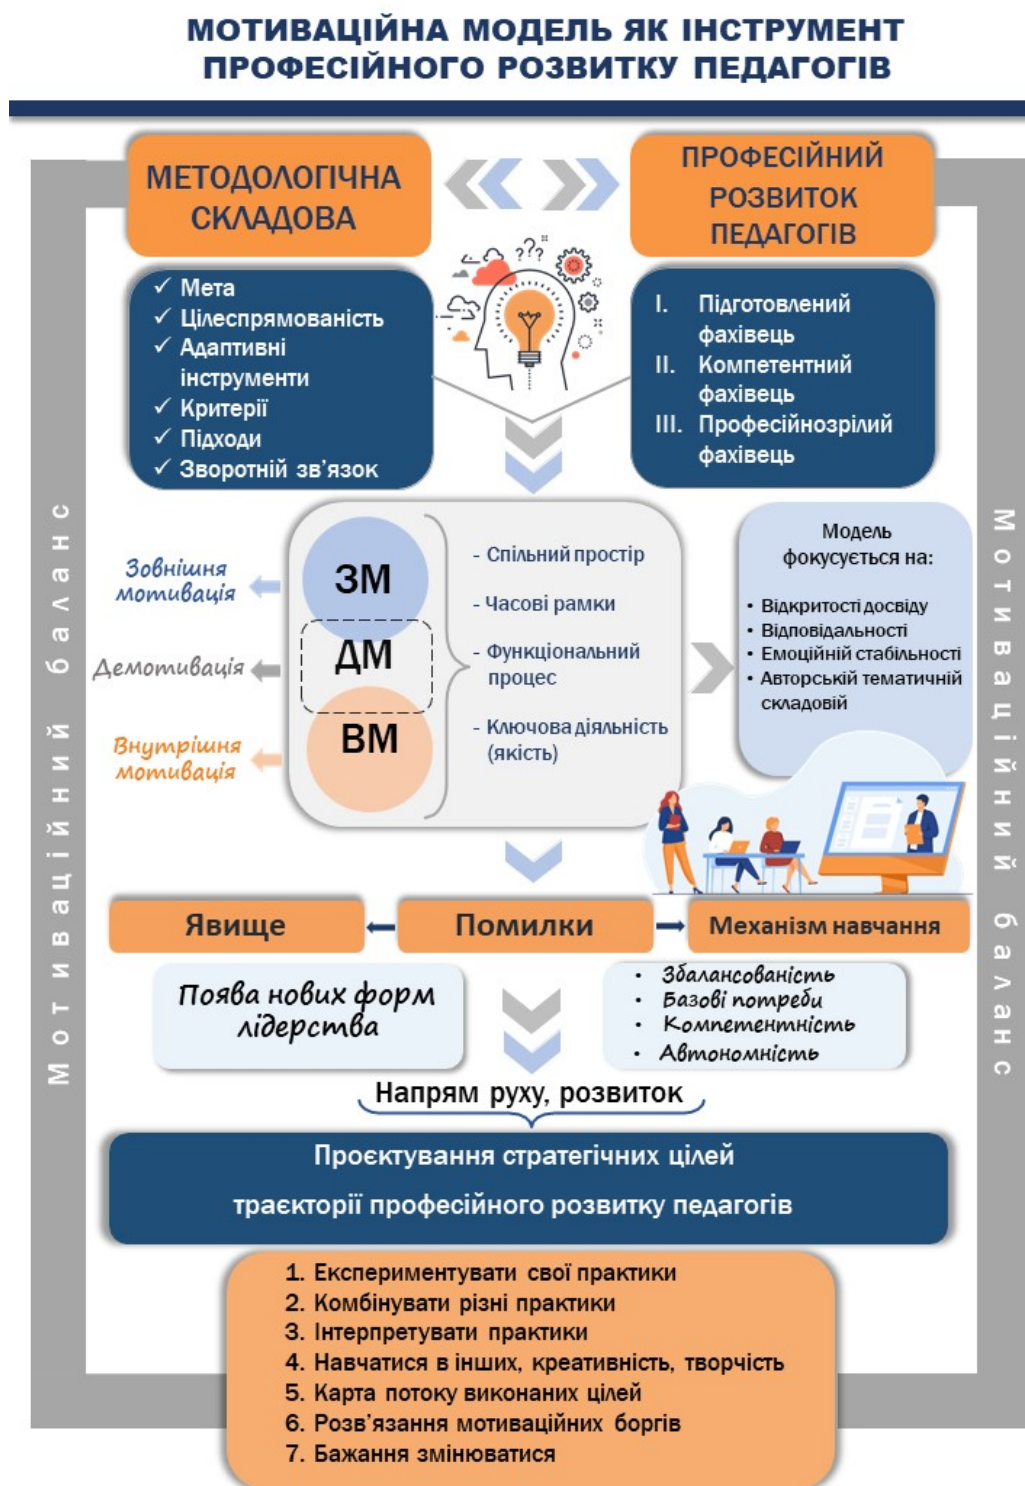 МОТИВАЦІЙНА МОДЕЛЬ ЯК ІНСТРУМЕНТ
ПРОФЕСІЙНОГО РОЗВИТКУ ПЕДАГОГІВ
МЕТОДОЛОГІЧНА
СКЛАДОВА
ПРОФЕСІЙНИЙ
РОЗВИТОК
ПЕДАГОГІВ
???
✓ Мета
✓ Цілеспрямованість
✓ Адаптивні
інструменти
✓ Критерії
✓ Підходи
✓ Зворотній зв'язок
I. Підготовлений
фахівець
II. Компетентний
фахівець
III. Професійнозрілий
фахівець
Мотиваційний баланс
Зовнішня
мотивація
Демотивація
Внутрішня
мотивація
ЗМ
ДМ
ВМ
- Спільний простір
- Часові рамки
- Функціональний
процес
- Ключова діяльність
(якість)
Модель
фокусується на:
• Відкритості досвіду
• Відповідальності
• Емоційній стабільності
• Авторській тематичній
складовій
Мотиваційний баланс
Явище
Помилки
Механізм навчання
Поява нових форм
лідерства
• Збалансованість
• Базові потреби
• Компетентність
• Автономність
Напрям руху, розвиток
Проєктування стратегічних цілей
траєкторії професійного розвитку педагогів
1. Експериментувати свої практики
2. Комбінувати різні практики
3. Інтерпретувати практики
4. Навчатися в інших, креативність, творчість
5. Карта потоку виконаних цілей
6. Розв'язання мотиваційних боргів
7. Бажання змінюватися